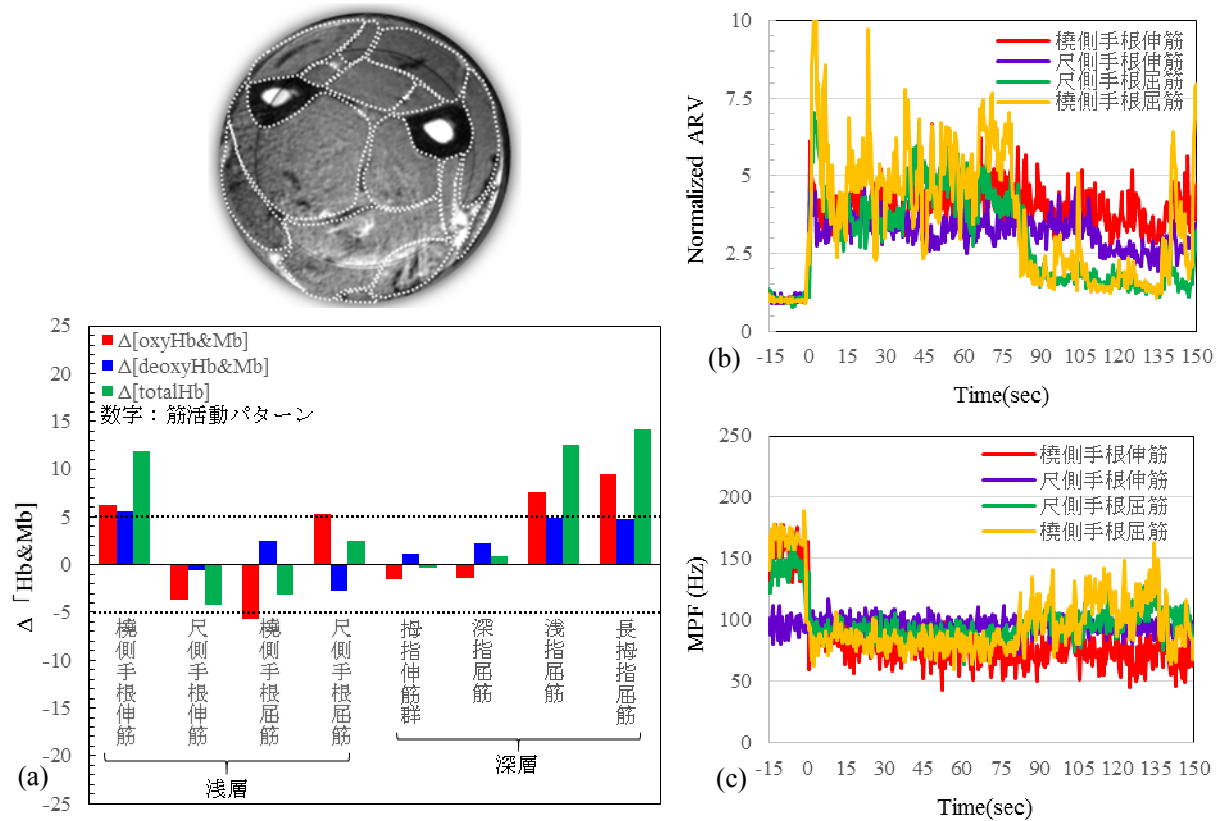 25
20
15
10
5
0
-5
-10
-15
-20
-25
Δ「Hb&Mb]
Δ[oxyHb&Mb]
Δ[deoxyHb&Mb]
Δ[totalHb]
数字：筋活動パターン
橈側手根伸筋
尺側手根伸筋
橈側手根屈筋
尺側手根屈筋
拇指伸筋群
深指屈筋
浅指屈筋
長拇指屈筋
浅層
深層
(a)
10
7.5
5
2.5
0
Normalized ARV
橈側手根伸筋
尺側手根伸筋
尺側手根屈筋
橈側手根屈筋
-15 0 15 30 45 60 75 90 105 120 135 150
(b)
Time(sec)
250
200
150
100
50
0
MPF (Hz)
橈側手根伸筋
尺側手根伸筋
尺側手根屈筋
橈側手根屈筋
-15 0 15 30 45 60 75 90 105 120 135 150
(c)
Time(sec)